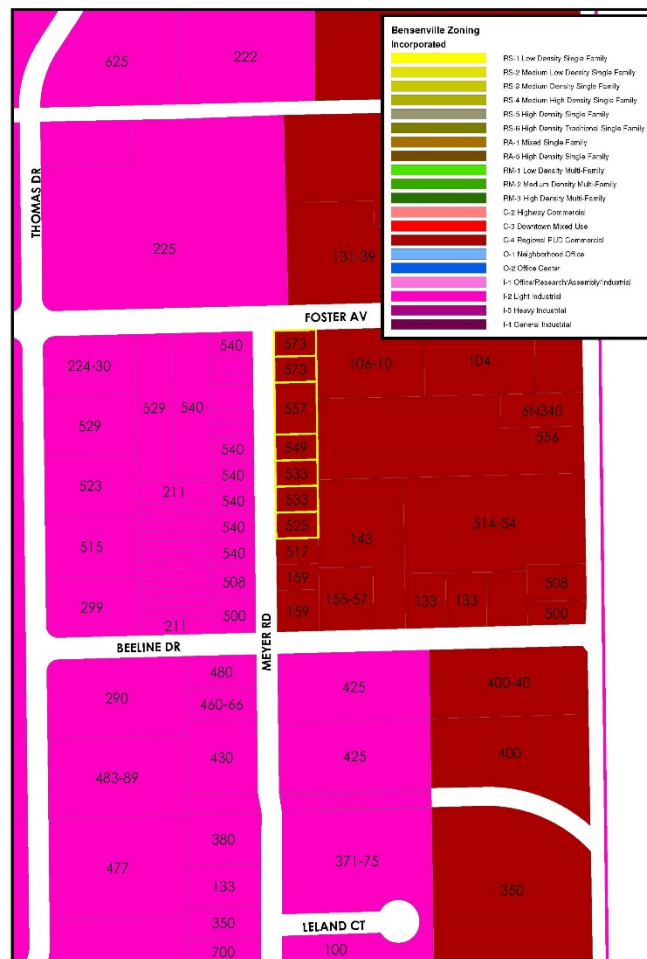 Bensenville Zoning
Incorporated
RS-1 Low Density Single Family
RS-2 Medium Low Density Single Family
RS-3 Medium Density Single Family
RS-4 Medium High Density Single Family
RS-5 High Density Single Family
RS-6 High Density Traditional Single Family
RA-1 Mixed Single Family
RA-5 High Density Single Family
RM-1 Low Density Multi-Family
RM-2 Medium Density Multi-Family
RM-3 High Density Multi-Family
C-2 Highway Commercial
C-3 Downtown Mixed Use
C-4 Regional PUD Commercial
O-1 Neighborhood Office
O-2 Office Center
I-1 Office/Research/Assembly/Industrial
I-2 Light Industrial
I-3 Heavy Industrial
I-4 General Industrial
625
222
THOMAS DR
225
131-39
FOSTER AV
540
573
224-30
573
106-10
104
529
540
557
6N340
529
556
540
549
540
533
523
211
540
533
514-54
540
525
143
515
540
517
508
159
508
299
155-57
133
133
500
159
500
211
MEYER RD
BEELINE DR
480
425
400-40
290
460-66
430
425
400
483-89
380
371-75
477
133
350
350
LELAND CT
700
100